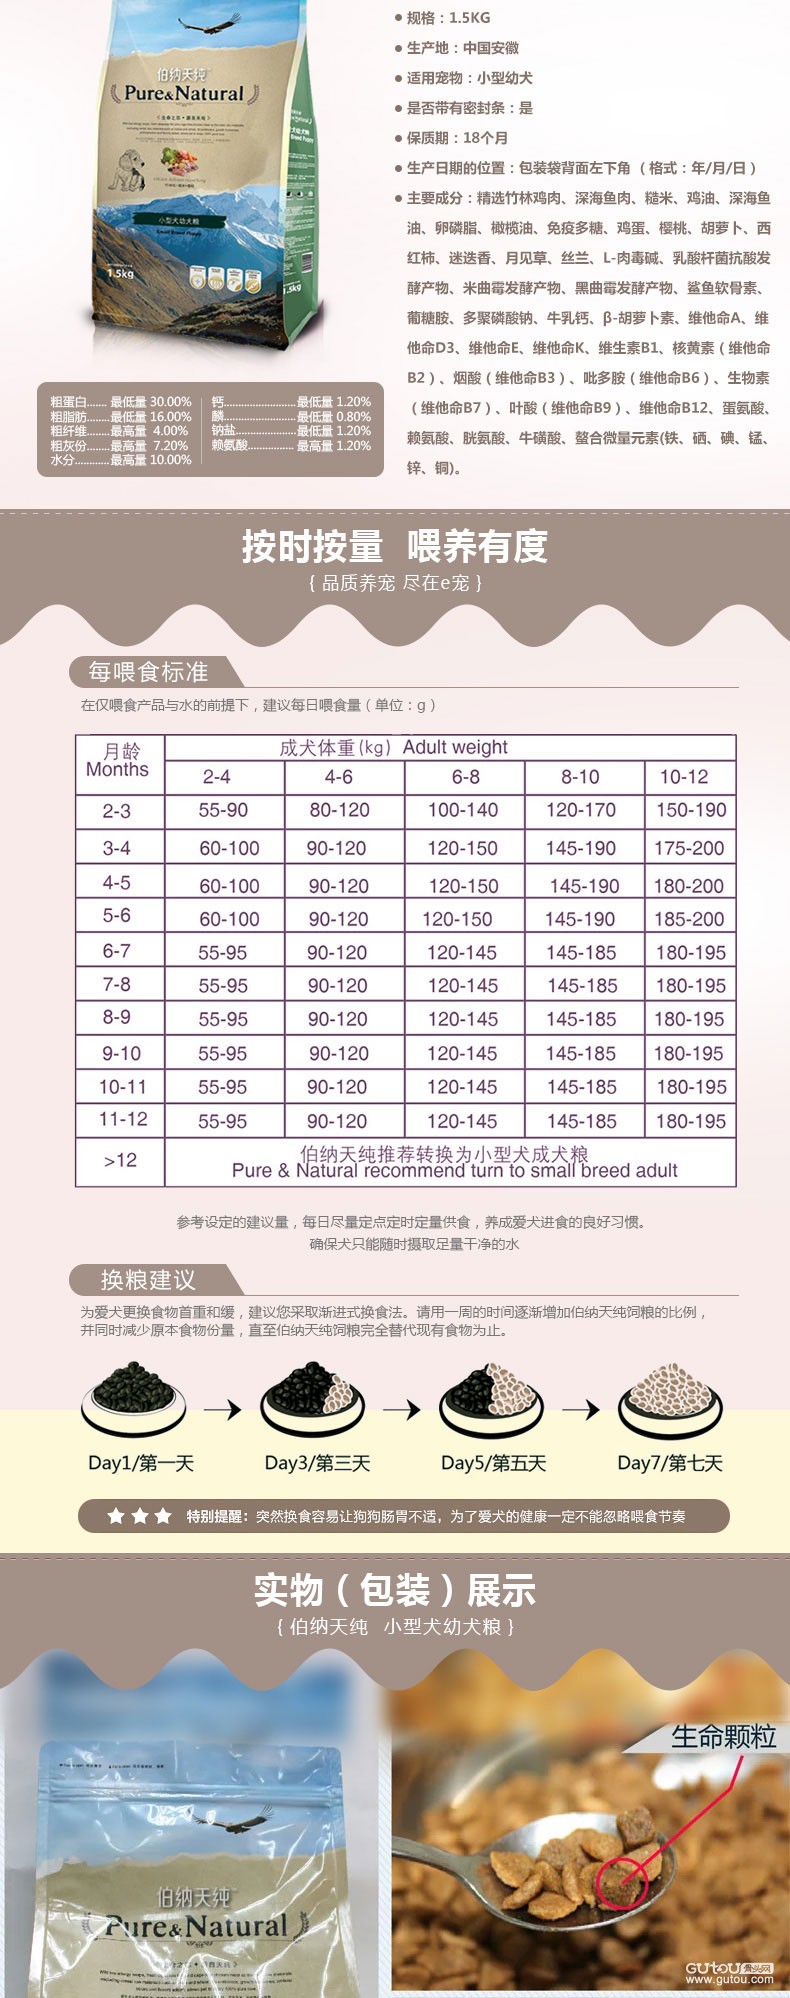 伯纳天纯
Pure&Natural
小型犬幼犬粮
Small Breed Puppy
1.5kg
• 规格：1.5KG
• 生产地：中国安徽
• 适用宠物：小型幼犬
• 是否带有密封条：是
• 保质期：18个月
• 生产日期的位置：包装袋背面左下角（格式：年/月/日）
• 主要成分：精选竹林鸡肉、深海鱼肉、糙米、鸡油、深海鱼
油、卵磷脂、橄榄油、免疫多糖、鸡蛋、樱桃、胡萝卜、西
红柿、迷迭香、月见草、丝兰、L-肉毒碱、乳酸杆菌抗酸发
酵产物、米曲霉发酵产物、黑曲霉发酵产物、鲨鱼软骨素、
葡糖胺、多聚磷酸钠、牛乳钙、β-胡萝卜素、维他命A、维
他命D3、维他命E、维他命K、维生素B1、核黄素（维他命
B2）、烟酸（维他命B3）、吡多胺（维他命B6）、生物素
（维他命B7）、叶酸（维他命B9）、维他命B12、蛋氨酸、
赖氨酸、胱氨酸、牛磺酸、螯合微量元素(铁、硒、碘、锰、
锌、铜)。
粗蛋白...... 最低量 30.00% 钙......................最低量 1.20%
粗脂肪...... 最低量 16.00% 磷......................最低量 0.80%
粗纤维...... 最高量 4.00% 钠盐..................最低量 1.20%
粗灰份...... 最高量 7.20% 赖氨酸.............. 最高量 1.20%
水分...........最高量 10.00%
按时按量 喂养有度
{ 品质养宠 尽在e宠 }
每喂食标准
在仅喂食产品与水的前提下，建议每日喂食量（单位：g）
月龄 Months 成犬体重(kg) Adult weight
2-4 4-6 6-8 8-10 10-12
2-3 55-90 80-120 100-140 120-170 150-190
3-4 60-100 90-120 120-150 145-190 175-200
4-5 60-100 90-120 120-150 145-190 180-200
5-6 60-100 90-120 120-150 145-190 185-200
6-7 55-95 90-120 120-145 145-185 180-195
7-8 55-95 90-120 120-145 145-185 180-195
8-9 55-95 90-120 120-145 145-185 180-195
9-10 55-95 90-120 120-145 145-185 180-195
10-11 55-95 90-120 120-145 145-185 180-195
11-12 55-95 90-120 120-145 145-185 180-195
>12 伯纳天纯推荐转换为小型犬成犬粮
Pure & Natural recommend turn to small breed adult
参考设定的建议量，每日尽量定点定时定量供食，养成爱犬进食的良好习惯。
确保犬只能随时摄取足量干净的水
换粮建议
为爱犬更换食物首重和缓，建议您采取渐进式换食法。请用一周的时间逐渐增加伯纳天纯饲粮的比例，
并同时减少原本食物份量，直至伯纳天纯饲粮完全替代现有食物为止。
Day1/第一天 Day3/第三天 Day5/第五天 Day7/第七天
★★★ 特别提醒：突然换食容易让狗狗肠胃不适，为了爱犬的健康一定不能忽略喂食节奏
实物（包装）展示
{ 伯纳天纯 小型犬幼犬粮 }
生命颗粒
伯纳天纯
Pure&Natural
GUTOU 骨头网
www.gutou.com